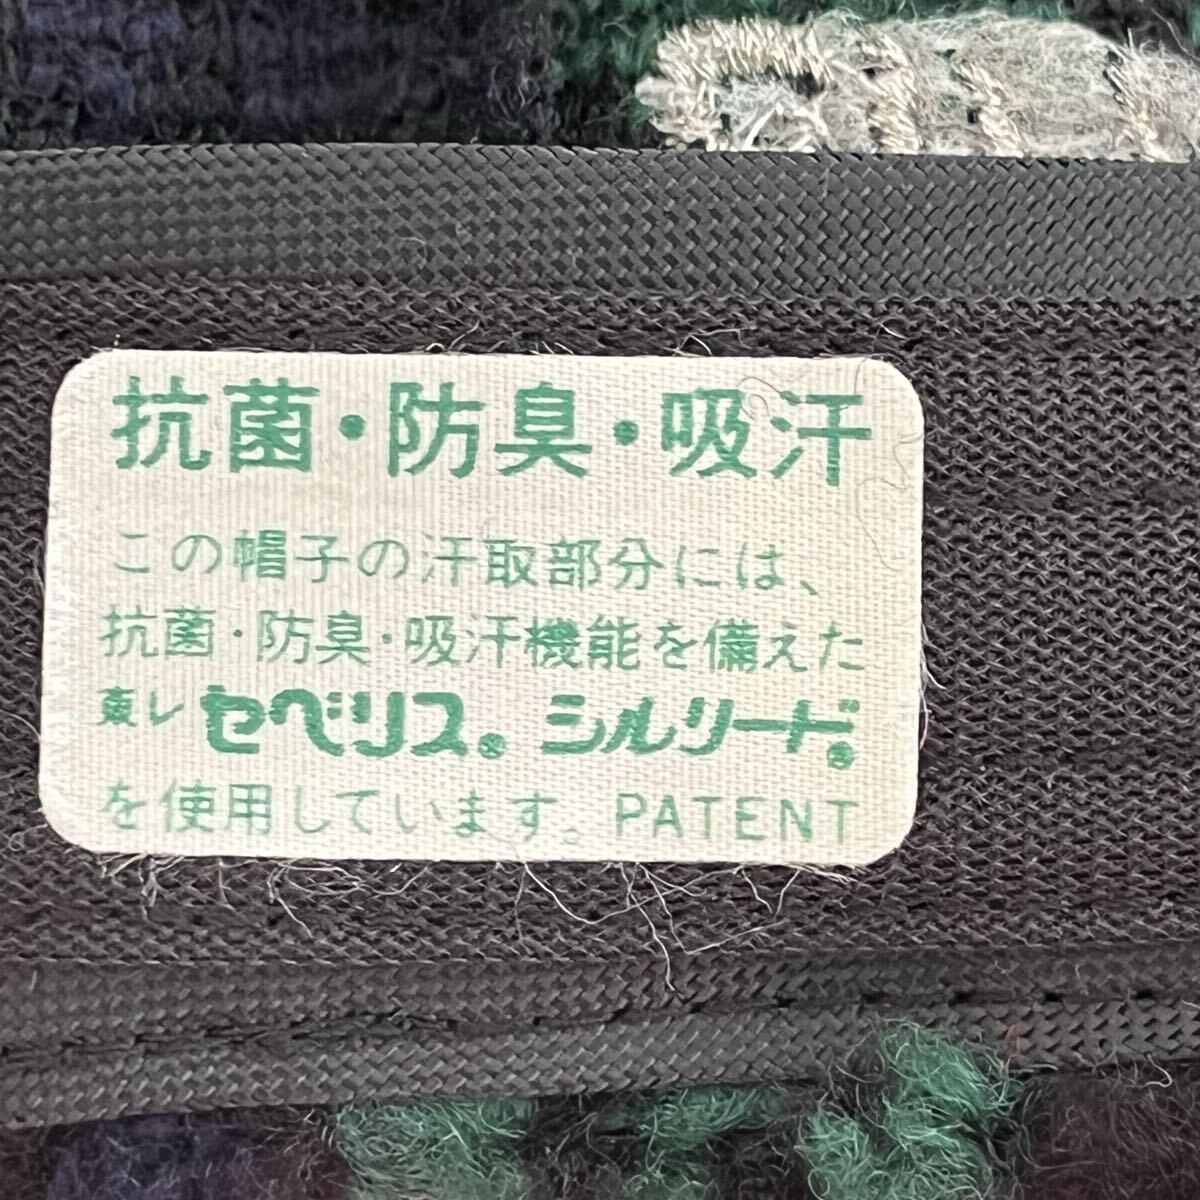 抗菌・防臭・吸汗
この帽子の汗取部分には、
抗菌・防臭・吸汗機能を備えた
東レ セベリス® シルリード®
を使用しています。PATENT